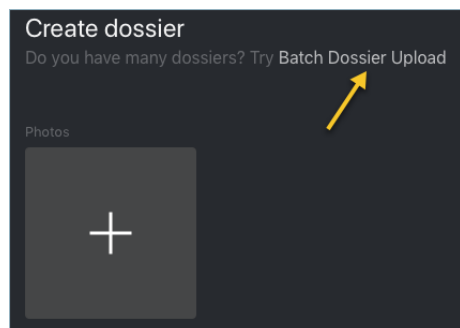 Create dossier
Do you have many dossiers? Try Batch Dossier Upload
Photos